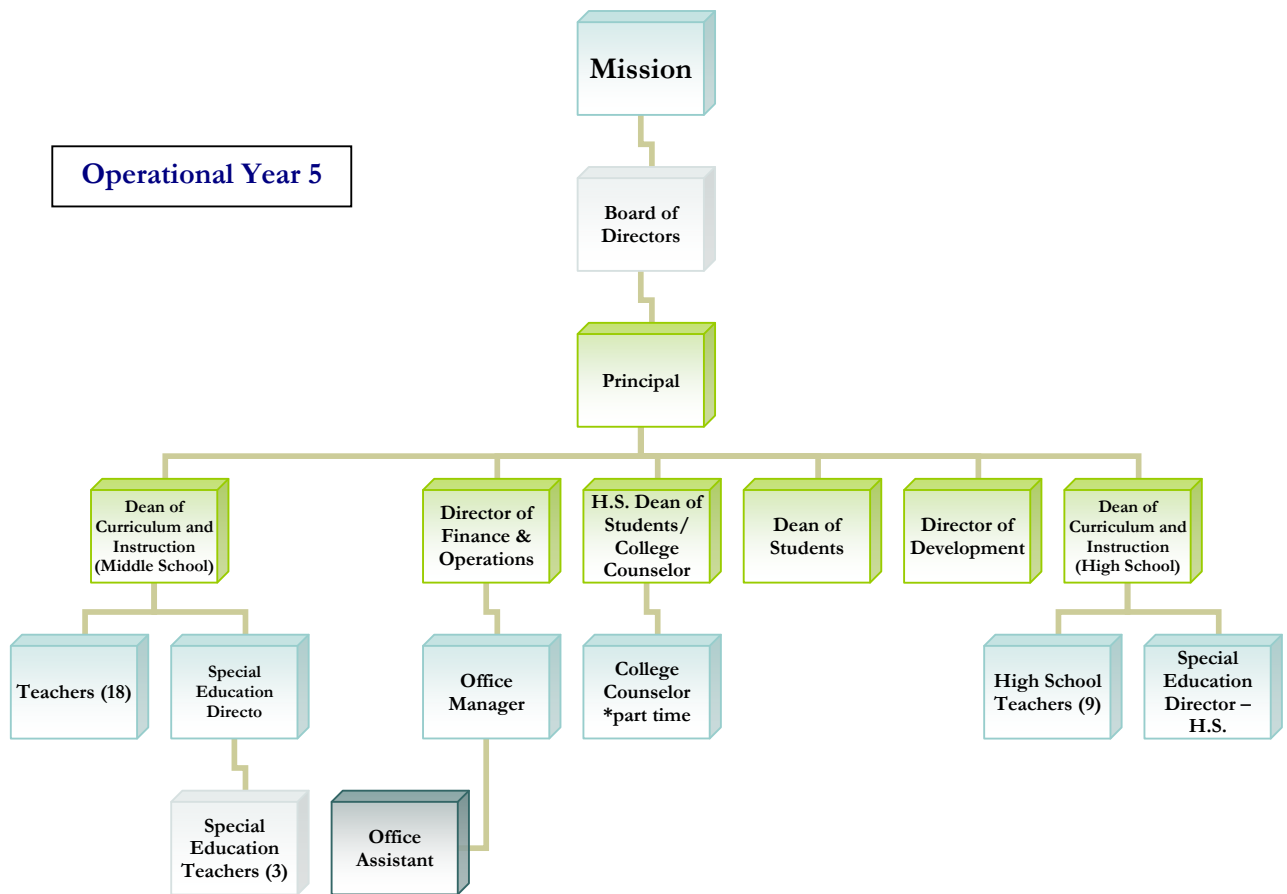 Mission
Operational Year 5
Board of
Directors
Principal
Dean of
Curriculum and
Instruction
(Middle School)
Director of
Finance &
Operations
H.S. Dean of
Students/
College
Counselor
Dean of
Students
Director of
Development
Dean of
Curriculum and
Instruction
(High School)
Teachers (18)
Special
Education
Directo
Office
Manager
College
Counselor
*part time
High School
Teachers (9)
Special
Education
Director –
H.S.
Special
Education
Teachers (3)
Office
Assistant